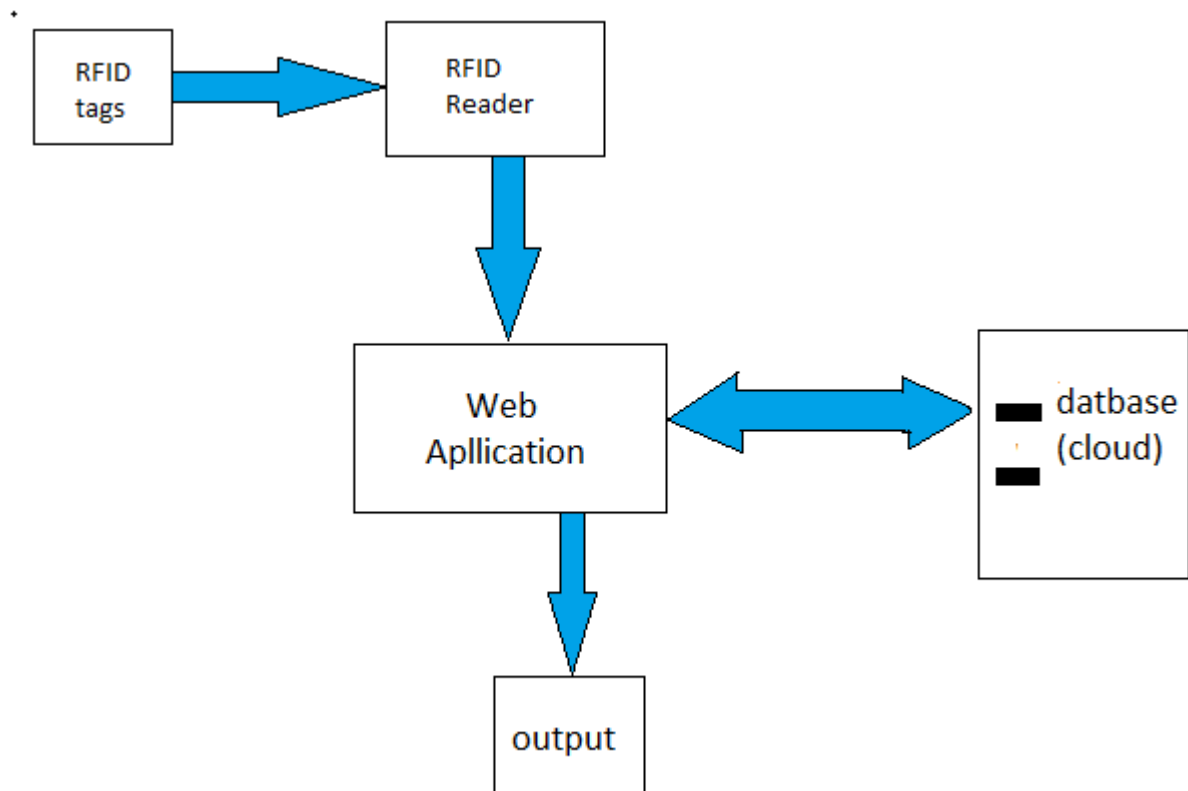 RFID
tags
RFID
Reader
Web
Apllication
datbase
(cloud)
output